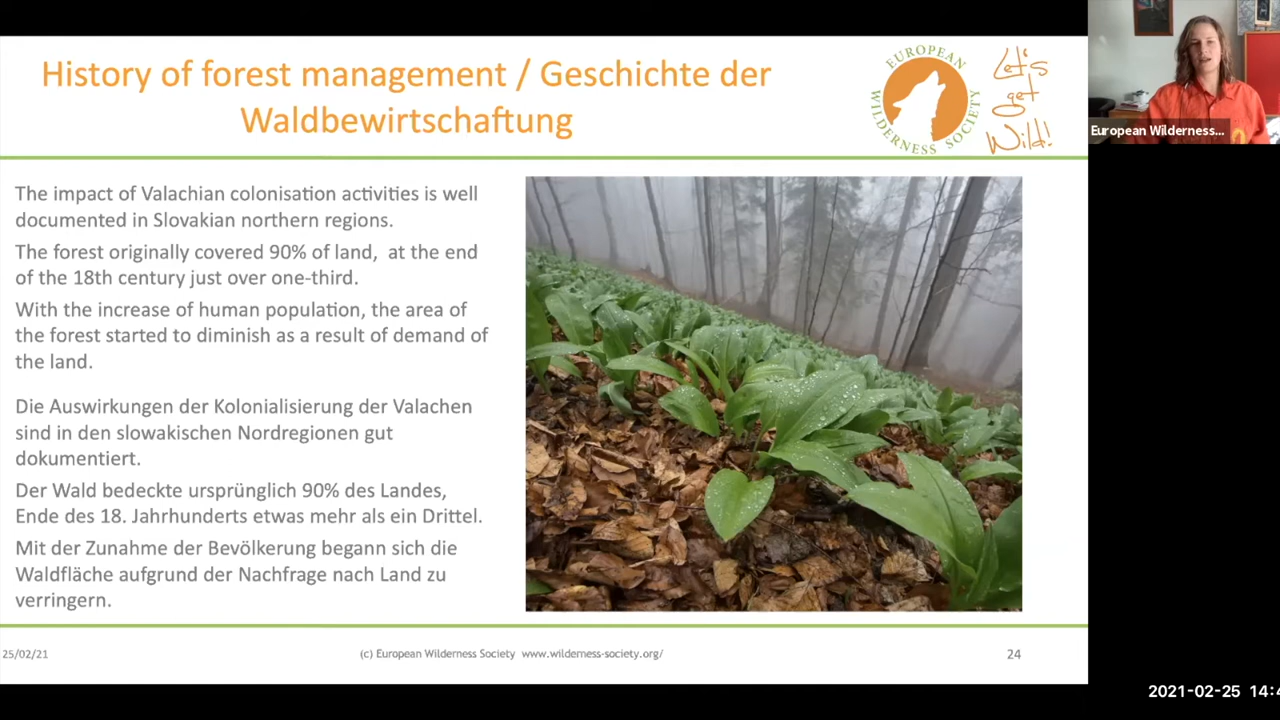 History of forest management / Geschichte der
Waldbewirtschaftung
EUROPEAN
WILDERNESS SOCIETY
Let's
get
Wild!
European Wilderness...
The impact of Valachian colonisation activities is well
documented in Slovakian northern regions.
The forest originally covered 90% of land,  at the end
of the 18th century just over one-third.
With the increase of human population, the area of
the forest started to diminish as a result of demand of
the land.
Die Auswirkungen der Kolonialisierung der Valachen
sind in den slowakischen Nordregionen gut
dokumentiert.
Der Wald bedeckte ursprünglich 90% des Landes,
Ende des 18. Jahrhunderts etwas mehr als ein Drittel.
Mit der Zunahme der Bevölkerung begann sich die
Waldfläche aufgrund der Nachfrage nach Land zu
verringern.
25/02/21
(c) European Wilderness Society  www.wilderness-society.org/
24
2021-02-25 14: